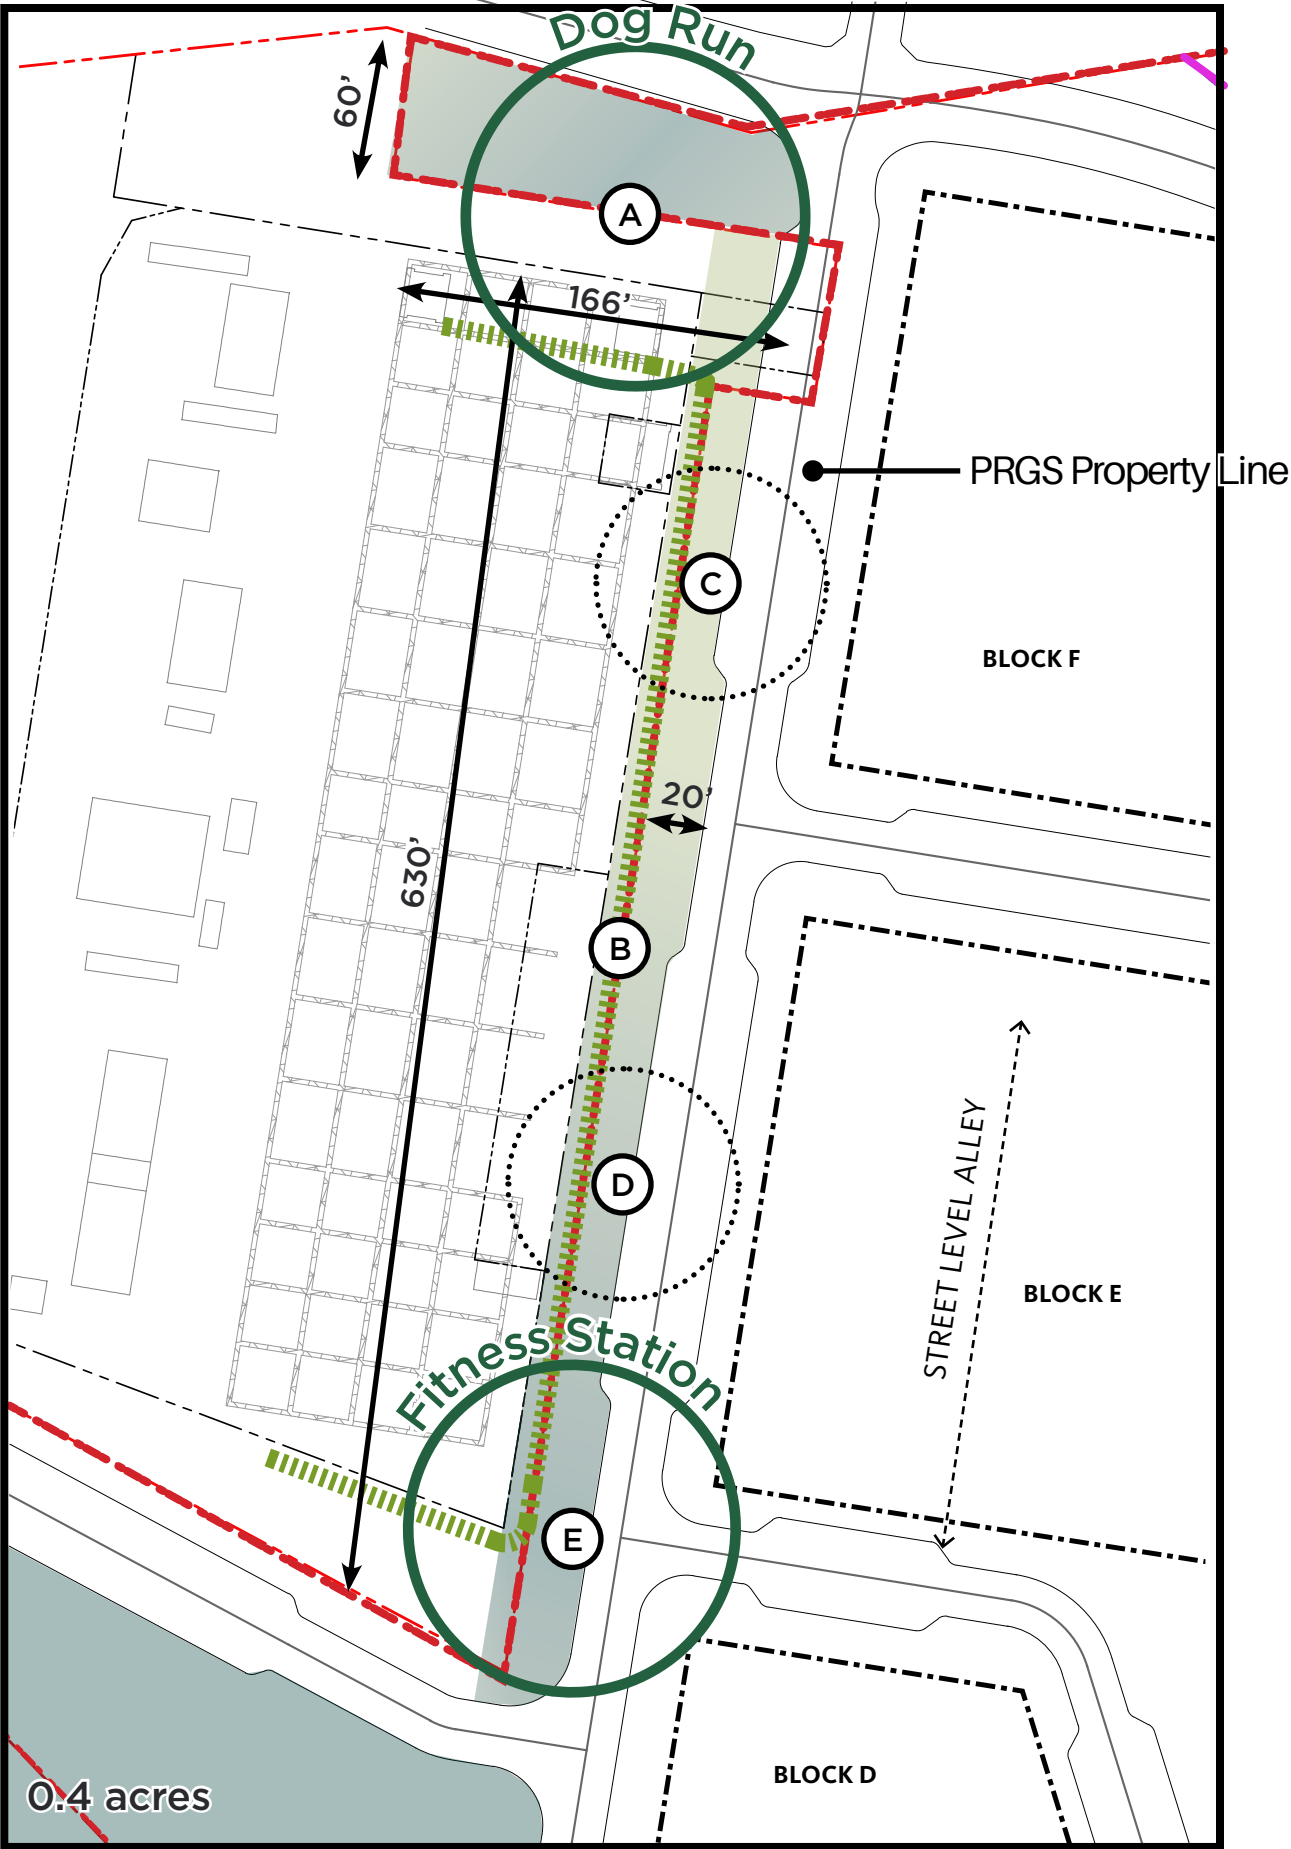 Dog Run
60'
A
166'
PRGS Property Line
C
BLOCK F
20'
630'
B
STREET LEVEL ALLEY
D
BLOCK E
Fitness Station
E
BLOCK D
0.4 acres